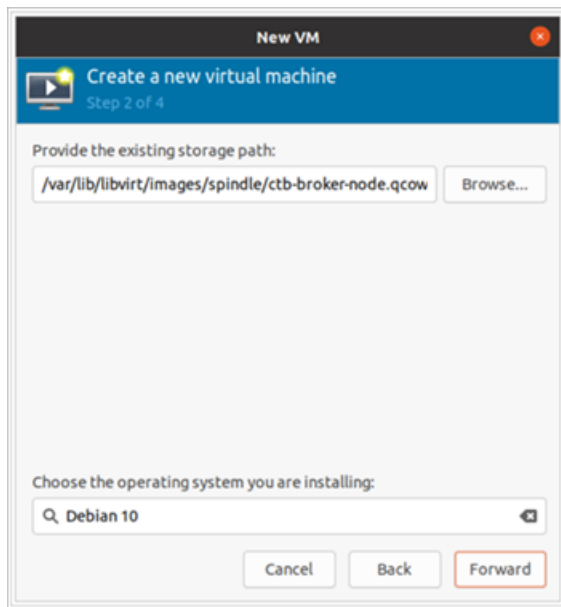 New VM
Create a new virtual machine
Step 2 of 4
Provide the existing storage path:
/var/lib/libvirt/images/spindle/ctb-broker-node.qcow
Browse...
Choose the operating system you are installing:
Debian 10
Cancel
Back
Forward